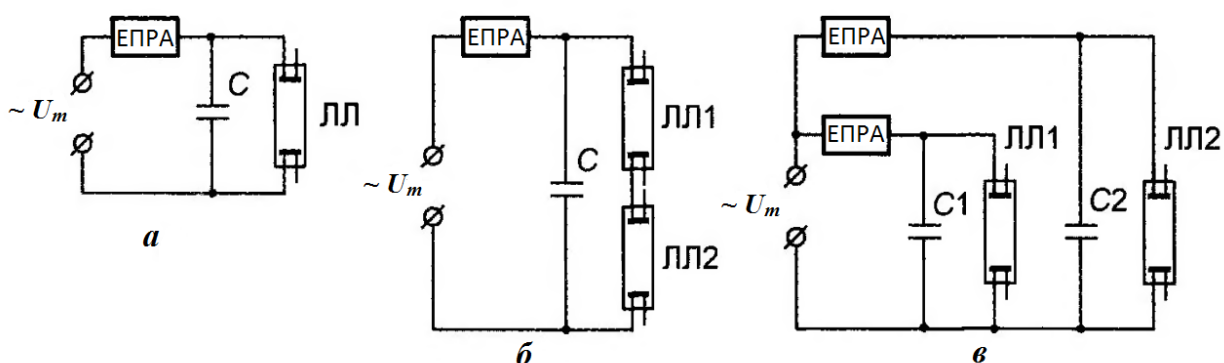 ЕПРА
C
~ Um
ЛЛ
а
ЕПРА
C
~ Um
ЛЛ1
ЛЛ2
б
ЕПРА
ЕПРА
ЛЛ1
ЛЛ2
~ Um
C1
C2
в